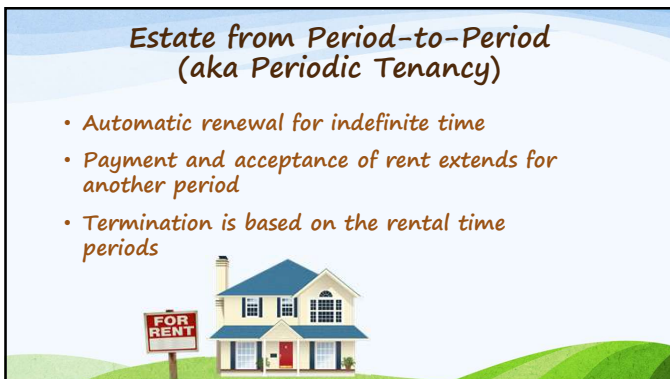 Estate from Period-to-Period
(aka Periodic Tenancy)
• Automatic renewal for indefinite time
• Payment and acceptance of rent extends for
another period
• Termination is based on the rental time
periods
FOR
RENT